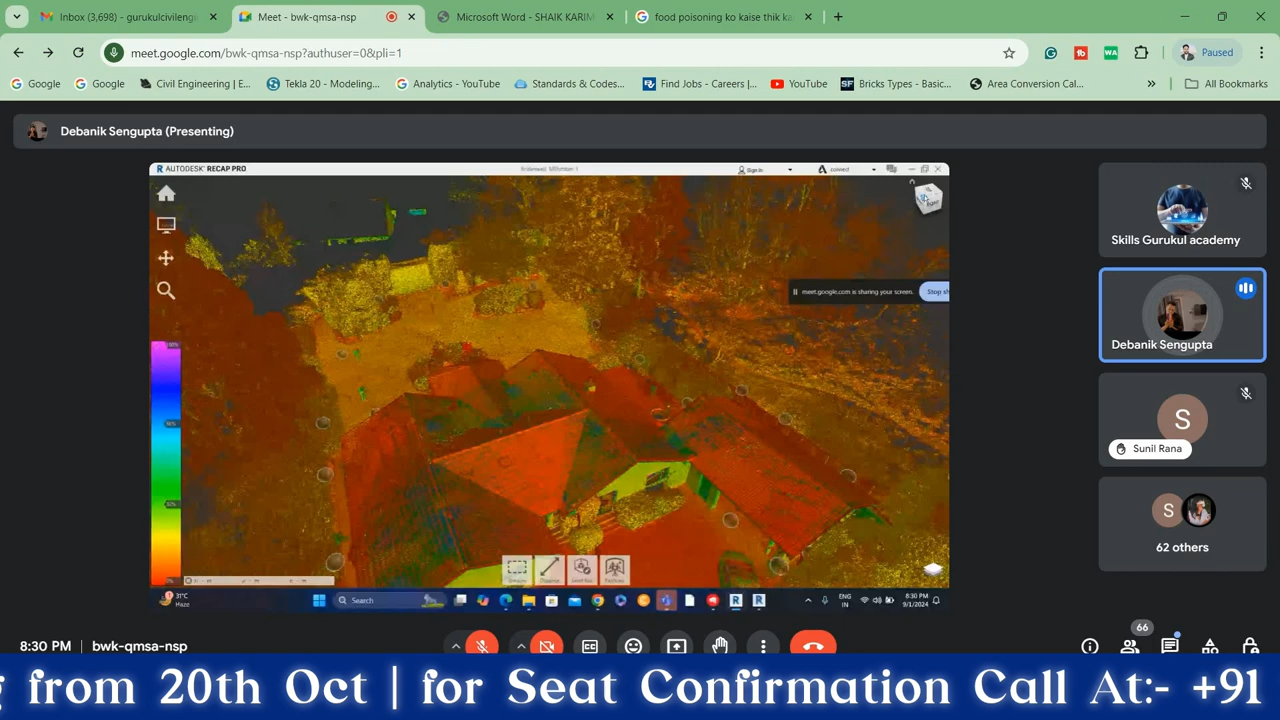 Inbox (3,698) - gurukulcivileng
Meet - bwk-qmsa-nsp
Microsoft Word - SHAIK KARIM
food poisoning ko kaise thik ka
meet.google.com/bwk-qmsa-nsp?authuser=0&pli=1
Paused
Google
Google
Civil Engineering | E...
Tekla 20 - Modeling...
Analytics - YouTube
Standards & Codes...
Find Jobs - Careers |...
YouTube
Bricks Types - Basic...
Area Conversion Cal...
All Bookmarks
Debanik Sengupta (Presenting)
AUTODESK RECAP PRO
Sign in
connect
meet.google.com is sharing your screen.
Stop sh
Skills Gurukul academy
Debanik Sengupta
S
Sunil Rana
S
62 others
31°C
Haze
Search
ENG
IN
8:30 PM
9/1/2024
8:30 PM
bwk-qmsa-nsp
66
g from 20th Oct | for Seat Confirmation Call At:- +91